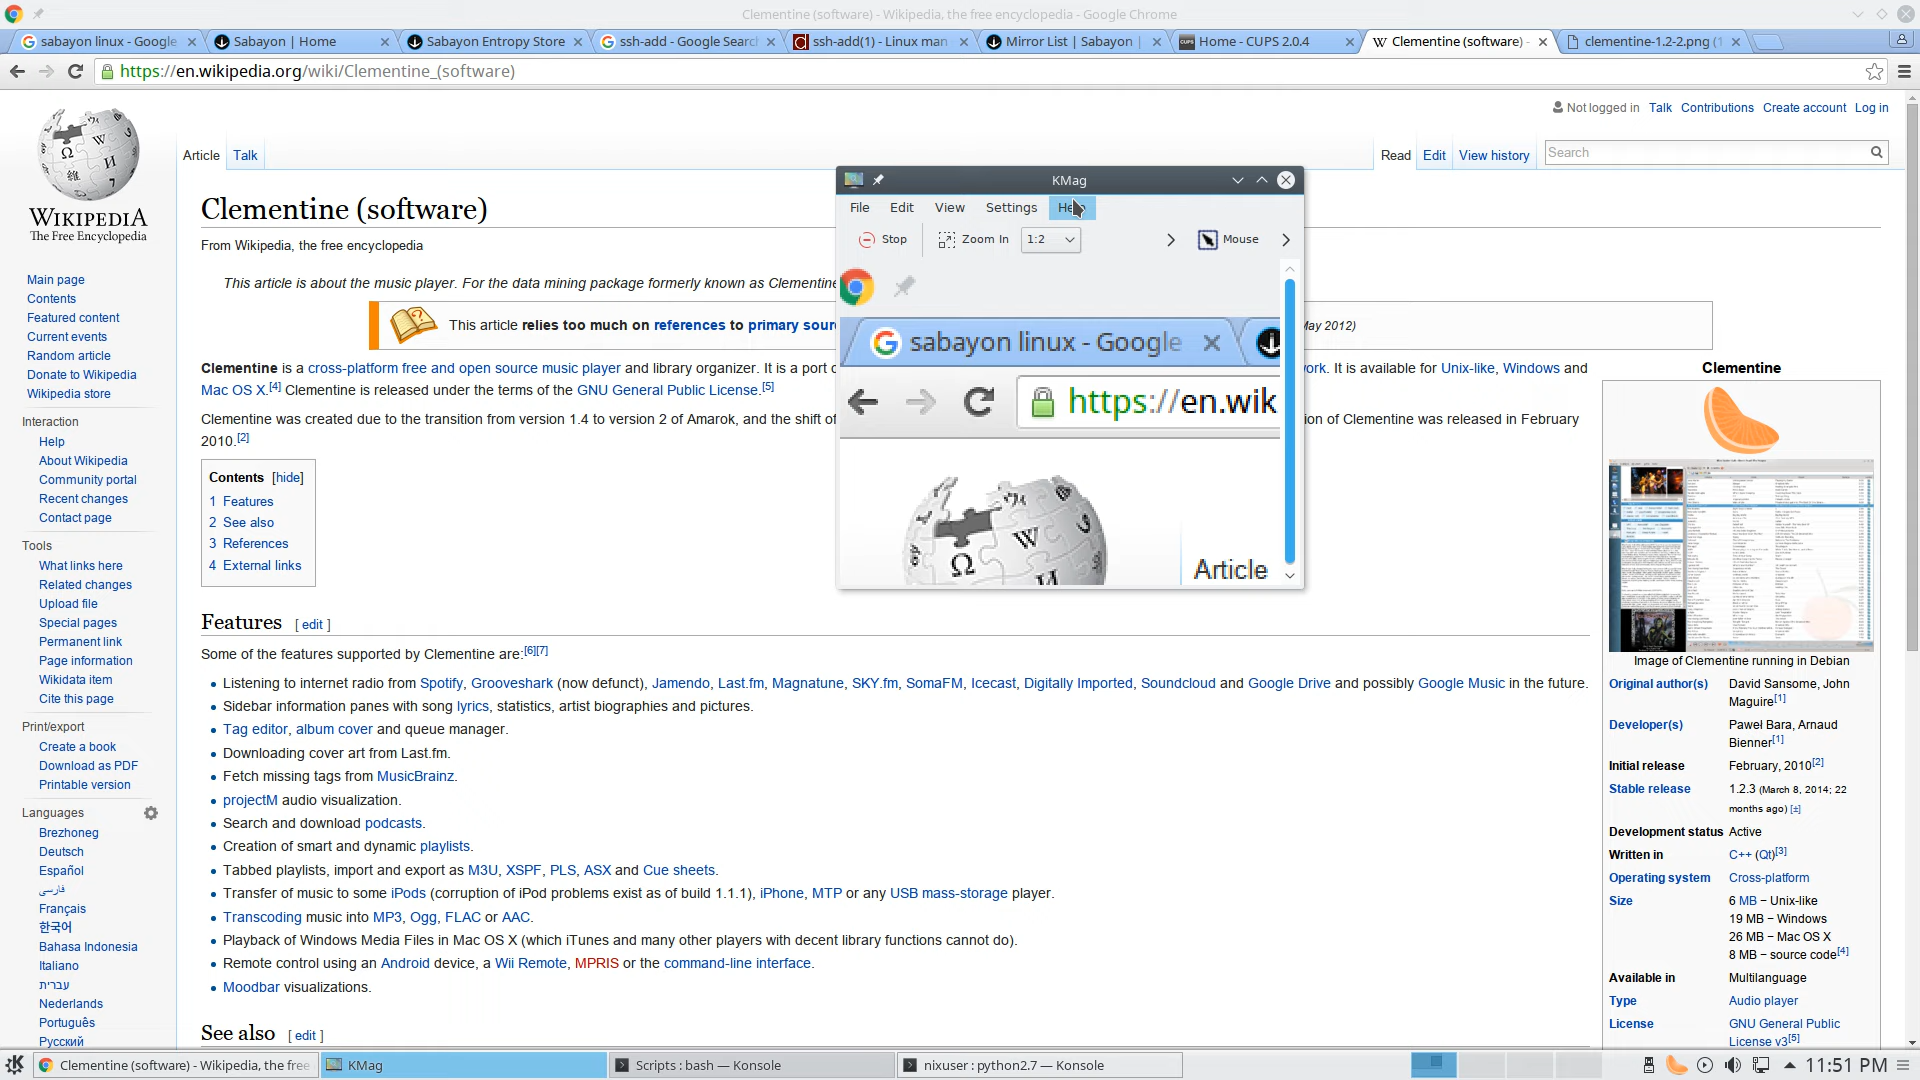 Clementine (software) - Wikipedia, the free encyclopedia - Google Chrome
sabayon linux - Google
Sabayon | Home
Sabayon Entropy Store
ssh-add - Google Search
ssh-add(1) - Linux man
Mirror List | Sabayon |
Home - CUPS 2.0.4
Clementine (software) -
clementine-1.2-2.png (1
https://en.wikipedia.org/wiki/Clementine_(software)
Not logged in Talk Contributions Create account Log in
WIKIPEDIA
The Free Encyclopedia
Main page
Contents
Featured content
Current events
Random article
Donate to Wikipedia
Wikipedia store
Interaction
Help
About Wikipedia
Community portal
Recent changes
Contact page
Tools
What links here
Related changes
Upload file
Special pages
Permanent link
Page information
Wikidata item
Cite this page
Print/export
Create a book
Download as PDF
Printable version
Languages
Brezhoneg
Deutsch
Español
فارسی
Français
한국어
Bahasa Indonesia
Italiano
עברית
Nederlands
Português
Русский
Article Talk
Read Edit View history Search
Clementine (software)
From Wikipedia, the free encyclopedia
This article is about the music player. For the data mining package formerly known as Clementine
This article relies too much on references to primary sour
May 2012)
Clementine is a cross-platform free and open source music player and library organizer. It is a port o
ork. It is available for Unix-like, Windows and
Mac OS X.[4] Clementine is released under the terms of the GNU General Public License.[5]
Clementine was created due to the transition from version 1.4 to version 2 of Amarok, and the shift of
ion of Clementine was released in February
2010.[2]
Contents [hide]
1 Features
2 See also
3 References
4 External links
Features [ edit ]
Some of the features supported by Clementine are:[6][7]
Listening to internet radio from Spotify, Grooveshark (now defunct), Jamendo, Last.fm, Magnatune, SKY.fm, SomaFM, Icecast, Digitally Imported, Soundcloud and Google Drive and possibly Google Music in the future.
Sidebar information panes with song lyrics, statistics, artist biographies and pictures.
Tag editor, album cover and queue manager.
Downloading cover art from Last.fm.
Fetch missing tags from MusicBrainz.
projectM audio visualization.
Search and download podcasts.
Creation of smart and dynamic playlists.
Tabbed playlists, import and export as M3U, XSPF, PLS, ASX and Cue sheets.
Transfer of music to some iPods (corruption of iPod problems exist as of build 1.1.1), iPhone, MTP or any USB mass-storage player.
Transcoding music into MP3, Ogg, FLAC or AAC.
Playback of Windows Media Files in Mac OS X (which iTunes and many other players with decent library functions cannot do).
Remote control using an Android device, a Wii Remote, MPRIS or the command-line interface.
Moodbar visualizations.
See also [ edit ]
KMag
File Edit View Settings Help
Stop Zoom In 1:2 Mouse
sabayon linux - Google
https://en.wik
Article
Clementine
Image of Clementine running in Debian
Original author(s) David Sansome, John
Maguire[1]
Developer(s) Paweł Bara, Arnaud
Bienner[1]
Initial release February, 2010[2]
Stable release 1.2.3 (March 8, 2014; 22
months ago) [±]
Development status Active
Written in C++ (Qt)[3]
Operating system Cross-platform
Size 6 MB − Unix-like
19 MB − Windows
26 MB − Mac OS X
8 MB − source code[4]
Available in Multilanguage
Type Audio player
License GNU General Public
License v3[5]
Clementine (software) - Wikipedia, the free
KMag
Scripts : bash — Konsole
nixuser : python2.7 — Konsole
11:51 PM